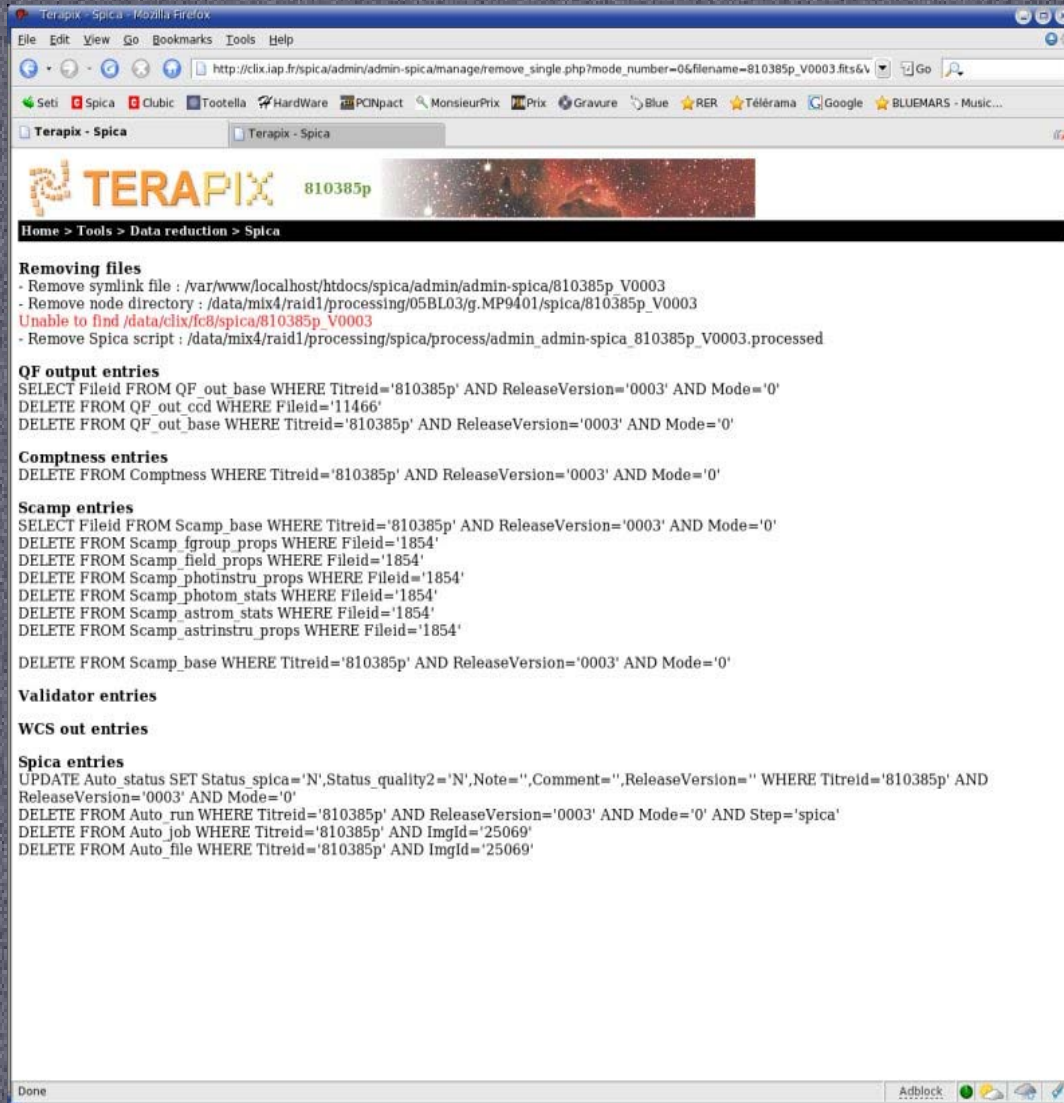 Terapix - Spica - Mozilla Firefox
File Edit View Go Bookmarks Tools Help
http://clix.iap.fr/spica/admin/admin-spica/manage/remove_single.php?mode_number=0&filename=810385p_V0003.fits&V Go
Seti Spica Clubic Tootella HardWare PCINpact MonsieurPrix Prix Gravure Blue RER Télérama Google BLUEMARS - Music...
Terapix - Spica Terapix - Spica
TERAPIX 810385p
Home > Tools > Data reduction > Spica
Removing files
- Remove symlink file : /var/www/localhost/htdocs/spica/admin/admin-spica/810385p_V0003
- Remove node directory : /data/mix4/raid1/processing/05BL03/g.MP9401/spica/810385p_V0003
Unable to find /data/clix/fc8/spica/810385p_V0003
- Remove Spica script : /data/mix4/raid1/processing/spica/process/admin_admin-spica_810385p_V0003.processed
QF output entries
SELECT Fileid FROM QF_out_base WHERE Titreid='810385p' AND ReleaseVersion='0003' AND Mode='0'
DELETE FROM QF_out_ccd WHERE Fileid='11466'
DELETE FROM QF_out_base WHERE Titreid='810385p' AND ReleaseVersion='0003' AND Mode='0'
Comptness entries
DELETE FROM Comptness WHERE Titreid='810385p' AND ReleaseVersion='0003' AND Mode='0'
Scamp entries
SELECT Fileid FROM Scamp_base WHERE Titreid='810385p' AND ReleaseVersion='0003' AND Mode='0'
DELETE FROM Scamp_fgroup_props WHERE Fileid='1854'
DELETE FROM Scamp_field_props WHERE Fileid='1854'
DELETE FROM Scamp_photinstru_props WHERE Fileid='1854'
DELETE FROM Scamp_photom_stats WHERE Fileid='1854'
DELETE FROM Scamp_astrom_stats WHERE Fileid='1854'
DELETE FROM Scamp_astrinstru_props WHERE Fileid='1854'
DELETE FROM Scamp_base WHERE Titreid='810385p' AND ReleaseVersion='0003' AND Mode='0'
Validator entries
WCS out entries
Spica entries
UPDATE Auto_status SET Status_spica='N',Status_quality2='N',Note='',Comment='',ReleaseVersion='' WHERE Titreid='810385p' AND
ReleaseVersion='0003' AND Mode='0'
DELETE FROM Auto_run WHERE Titreid='810385p' AND ReleaseVersion='0003' AND Mode='0' AND Step='spica'
DELETE FROM Auto_job WHERE Titreid='810385p' AND ImgId='25069'
DELETE FROM Auto_file WHERE Titreid='810385p' AND ImgId='25069'
Done Adblock